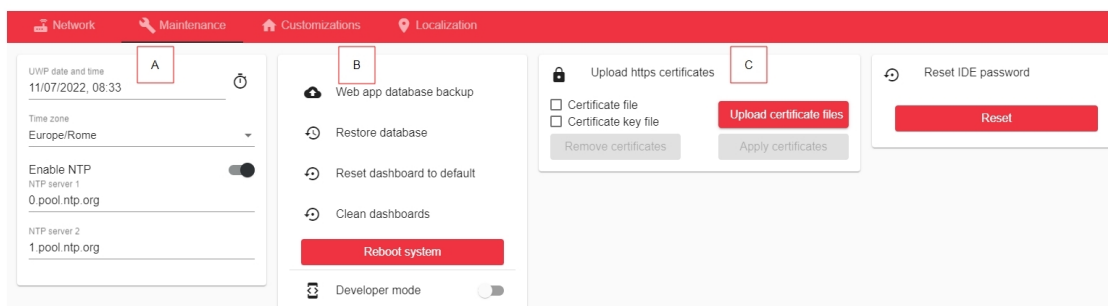 Network
Maintenance
Customizations
Localization
A
UWP date and time
11/07/2022, 08:33
Time zone
Europe/Rome
Enable NTP
NTP server 1
0.pool.ntp.org
NTP server 2
1.pool.ntp.org
B
Web app database backup
Restore database
Reset dashboard to default
Clean dashboards
Reboot system
Developer mode
C
Upload https certificates
Certificate file
Certificate key file
Upload certificate files
Remove certificates
Apply certificates
Reset IDE password
Reset